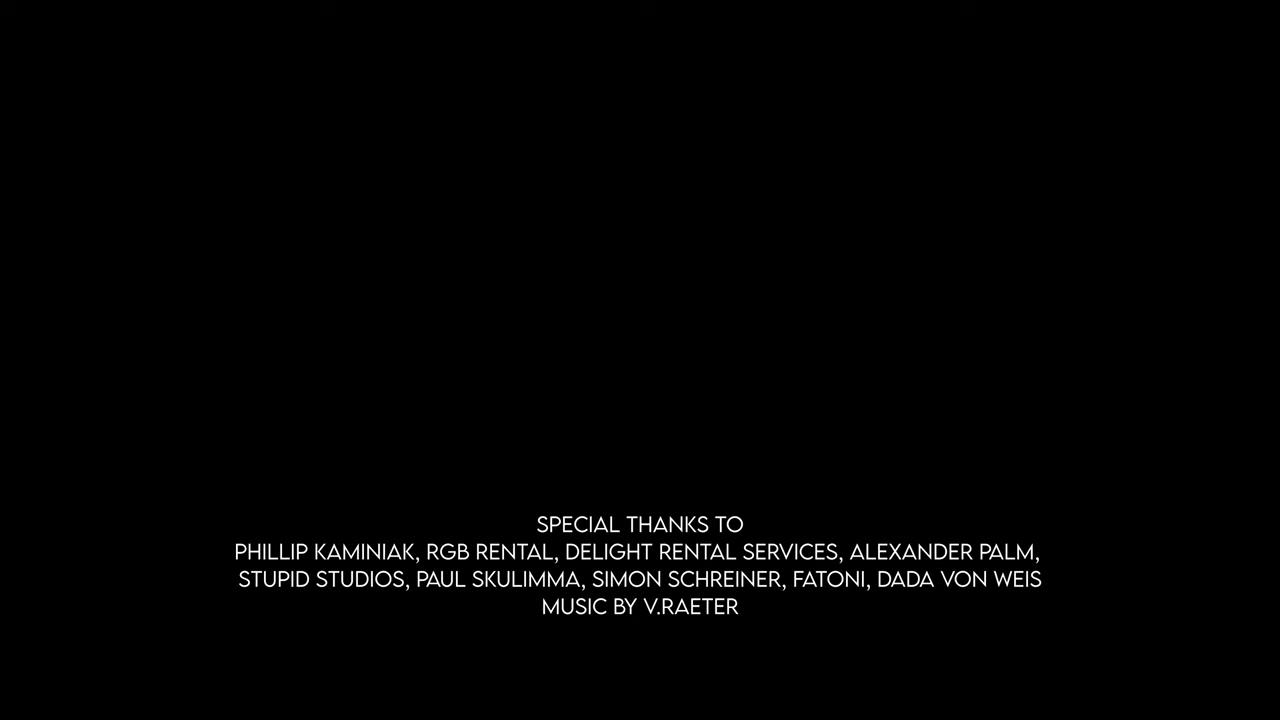 SPECIAL THANKS TO
PHILLIP KAMINIAK, RGB RENTAL, DELIGHT RENTAL SERVICES, ALEXANDER PALM,
STUPID STUDIOS, PAUL SKULIMMA, SIMON SCHREINER, FATONI, DADA VON WEIS
MUSIC BY V.RAETER